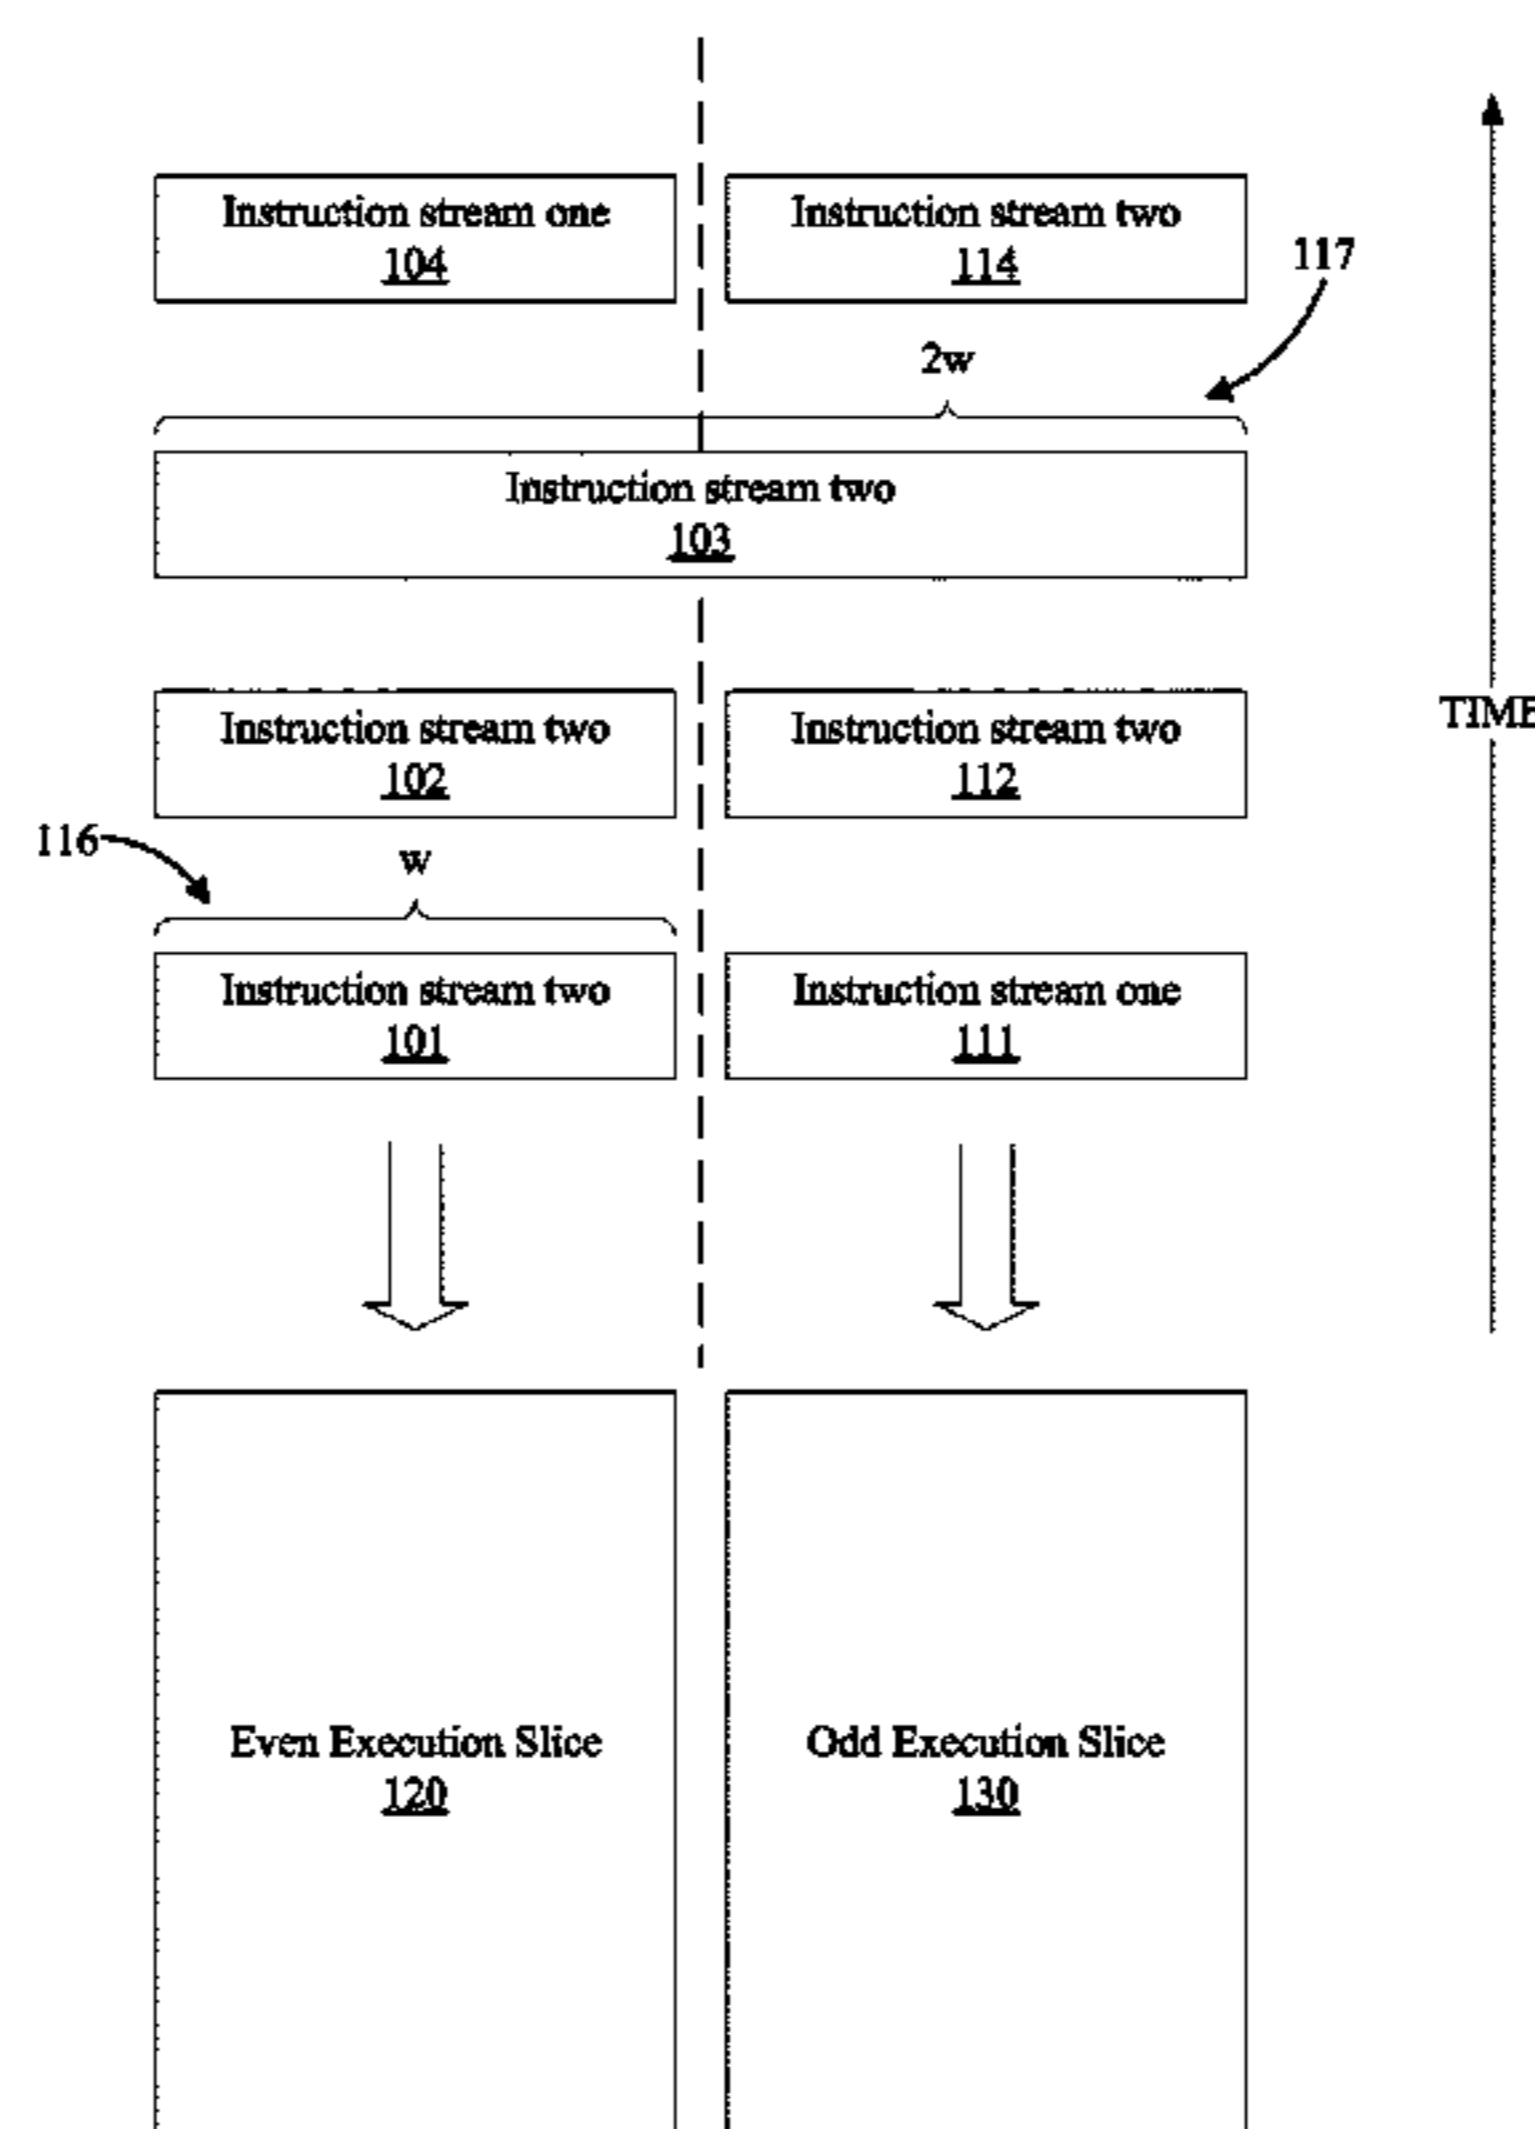 Instruction stream one
104
Instruction stream two
114
117
2w
Instruction stream two
103
Instruction stream two
102
Instruction stream two
112
TIME
116
w
Instruction stream two
101
Instruction stream one
111
Even Execution Slice
120
Odd Execution Slice
130